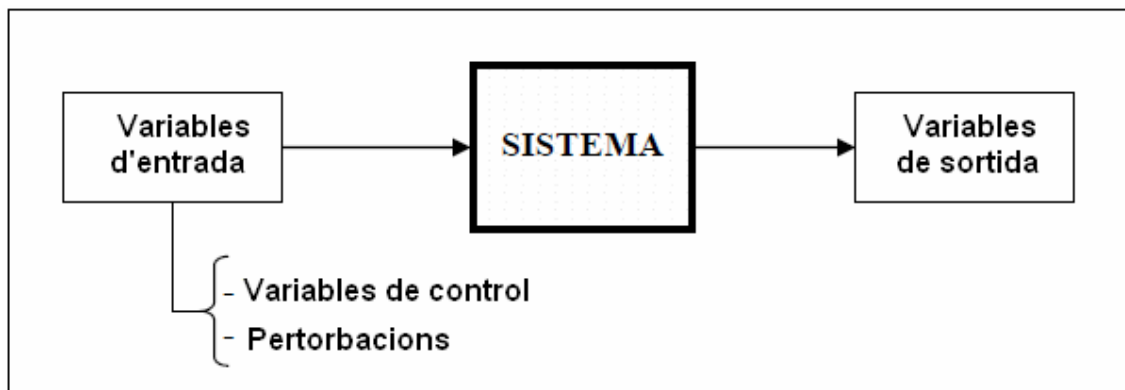 Variables
d'entrada
SISTEMA
Variables
de sortida
- Variables de control
- Pertorbacions